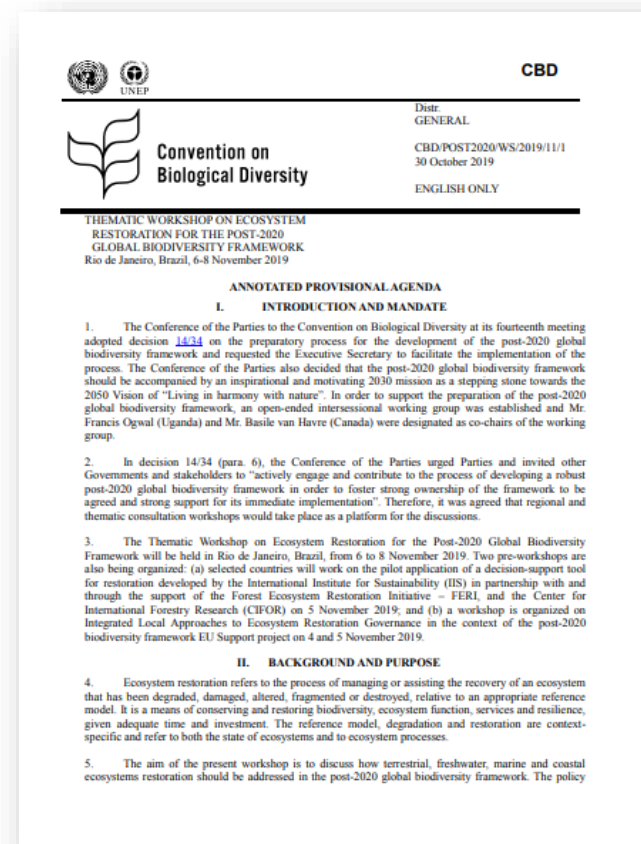 CBD
UNEP
Distr.
GENERAL
CBD/POST2020/WS/2019/11/1
30 October 2019
ENGLISH ONLY
Convention on
Biological Diversity
THEMATIC WORKSHOP ON ECOSYSTEM
RESTORATION FOR THE POST-2020
GLOBAL BIODIVERSITY FRAMEWORK
Rio de Janeiro, Brazil, 6-8 November 2019
ANNOTATED PROVISIONAL AGENDA
I. INTRODUCTION AND MANDATE
1. The Conference of the Parties to the Convention on Biological Diversity at its fourteenth meeting
adopted decision 14/34 on the preparatory process for the development of the post-2020 global
biodiversity framework and requested the Executive Secretary to facilitate the implementation of the
process. The Conference of the Parties also decided that the post-2020 global biodiversity framework
should be accompanied by an inspirational and motivating 2030 mission as a stepping stone towards the
2050 Vision of “Living in harmony with nature”. In order to support the preparation of the post-2020
global biodiversity framework, an open-ended intersessional working group was established and Mr.
Francis Ogwal (Uganda) and Mr. Basile van Havre (Canada) were designated as co-chairs of the working
group.
2. In decision 14/34 (para. 6), the Conference of the Parties urged Parties and invited other
Governments and stakeholders to “actively engage and contribute to the process of developing a robust
post-2020 global biodiversity framework in order to foster strong ownership of the framework to be
agreed and strong support for its immediate implementation”. Therefore, it was agreed that regional and
thematic consultation workshops would take place as a platform for the discussions.
3. The Thematic Workshop on Ecosystem Restoration for the Post-2020 Global Biodiversity
Framework will be held in Rio de Janeiro, Brazil, from 6 to 8 November 2019. Two pre-workshops are
also being organized: (a) selected countries will work on the pilot application of a decision-support tool
for restoration developed by the International Institute for Sustainability (IIS) in partnership with and
through the support of the Forest Ecosystem Restoration Initiative – FERI, and the Center for
International Forestry Research (CIFOR) on 5 November 2019; and (b) a workshop is organized on
Integrated Local Approaches to Ecosystem Restoration Governance in the context of the post-2020
biodiversity framework EU Support project on 4 and 5 November 2019.
II. BACKGROUND AND PURPOSE
4. Ecosystem restoration refers to the process of managing or assisting the recovery of an ecosystem
that has been degraded, damaged, altered, fragmented or destroyed, relative to an appropriate reference
model. It is a means of conserving and restoring biodiversity, ecosystem function, services and resilience,
given adequate time and investment. The reference model, degradation and restoration are context-
specific and refer to both the state of ecosystems and to ecosystem processes.
5. The aim of the present workshop is to discuss how terrestrial, freshwater, marine and coastal
ecosystems restoration should be addressed in the post-2020 global biodiversity framework. The policy